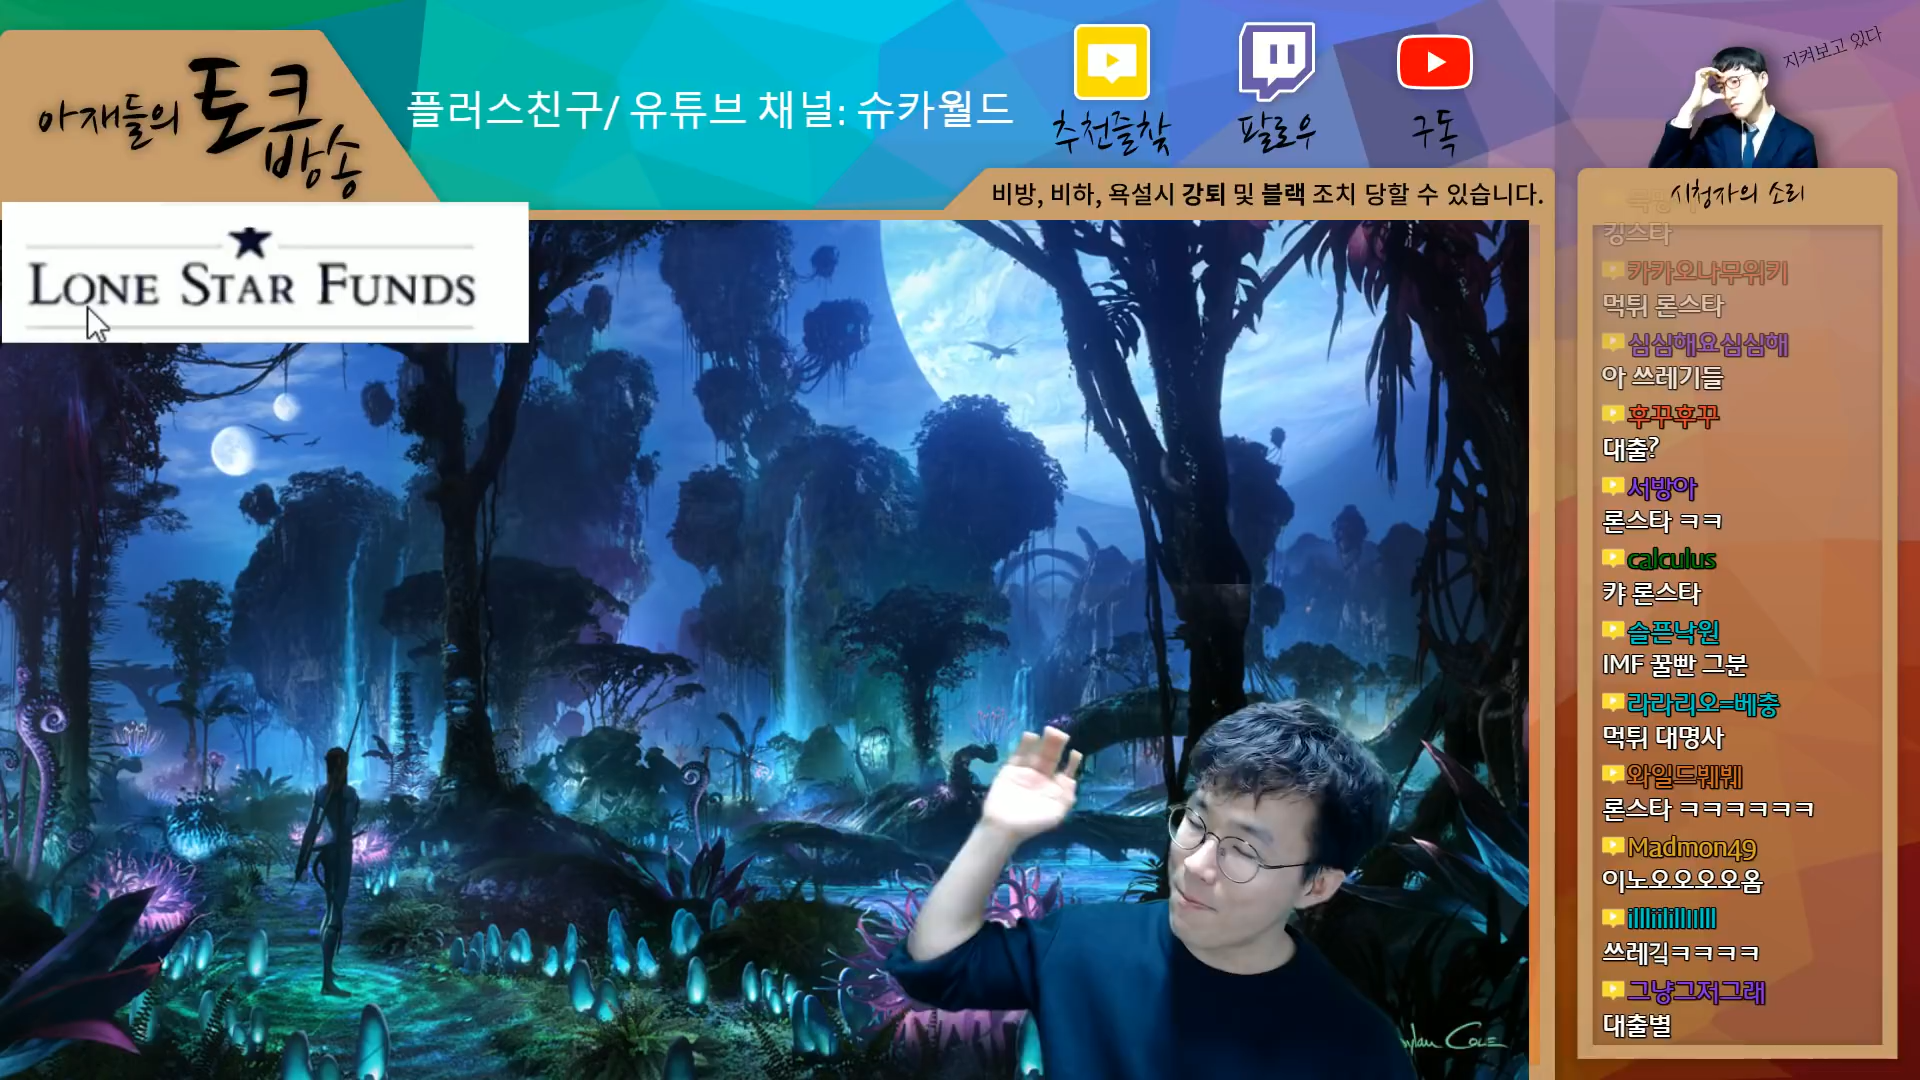 아재들의 토크
방송
플러스친구/ 유튜브 채널: 슈카월드
추천즐찾
팔로우
구독
지켜보고 있다
비방, 비하, 욕설시 강퇴 및 블랙 조치 당할 수 있습니다.
LONE STAR FUNDS
시청자의 소리
킹스타
카카오나무위키
먹튀 론스타
심심해요심심해
아 쓰레기들
후꾸후꾸
대출?
서방아
론스타 ㅋㅋ
calculus
캬 론스타
슬픈낙원
IMF 꿀빤 그분
라라리오=베충
먹튀 대명사
와일드붸붸
론스타 ㅋㅋㅋㅋㅋㅋ
Madmon49
이노오오오오옴
쓰레긱ㅋㅋㅋㅋ
그냥그저그래
대출별
COLE